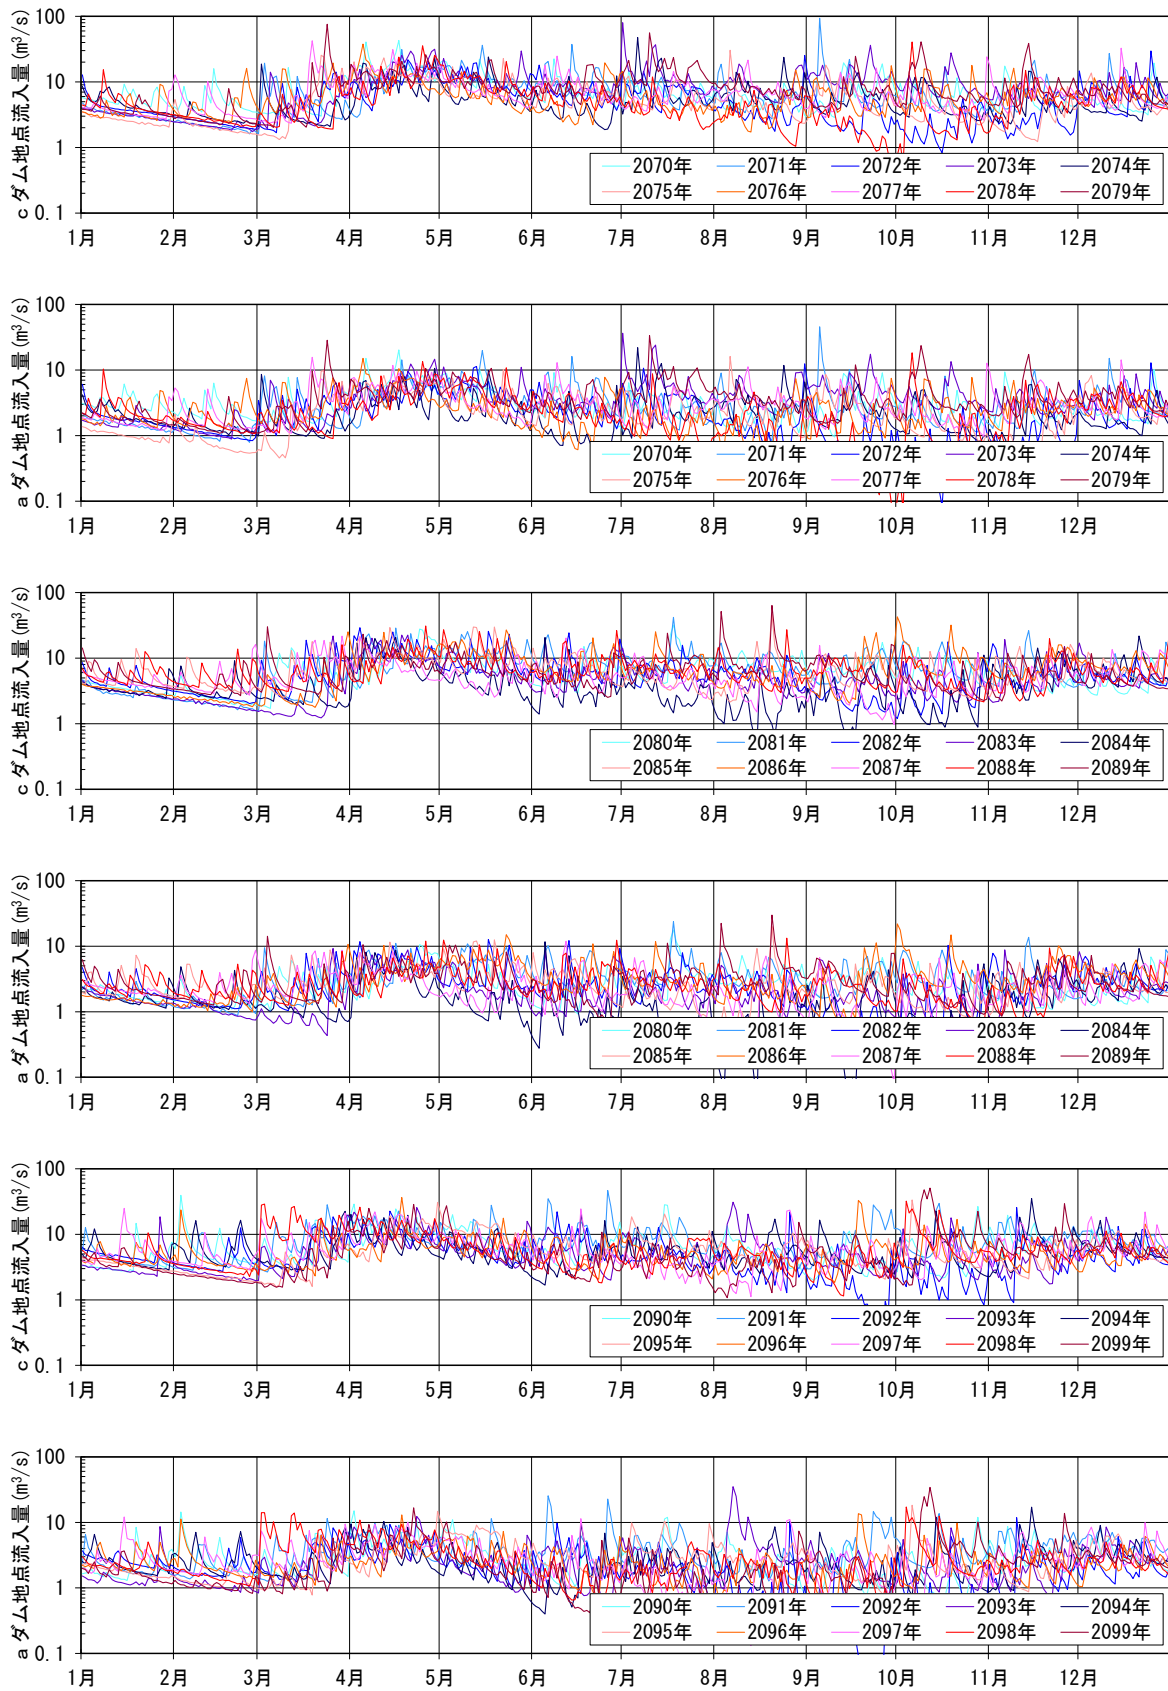 cダム地点流入量(m³/s)
100
10
1
0.1
2070年 2071年 2072年 2073年 2074年
2075年 2076年 2077年 2078年 2079年
1月 2月 3月 4月 5月 6月 7月 8月 9月 10月 11月 12月
aダム地点流入量(m³/s)
100
10
1
0.1
2070年 2071年 2072年 2073年 2074年
2075年 2076年 2077年 2078年 2079年
1月 2月 3月 4月 5月 6月 7月 8月 9月 10月 11月 12月
cダム地点流入量(m³/s)
100
10
1
0.1
2080年 2081年 2082年 2083年 2084年
2085年 2086年 2087年 2088年 2089年
1月 2月 3月 4月 5月 6月 7月 8月 9月 10月 11月 12月
aダム地点流入量(m³/s)
100
10
1
0.1
2080年 2081年 2082年 2083年 2084年
2085年 2086年 2087年 2088年 2089年
1月 2月 3月 4月 5月 6月 7月 8月 9月 10月 11月 12月
cダム地点流入量(m³/s)
100
10
1
0.1
2090年 2091年 2092年 2093年 2094年
2095年 2096年 2097年 2098年 2099年
1月 2月 3月 4月 5月 6月 7月 8月 9月 10月 11月 12月
aダム地点流入量(m³/s)
100
10
1
0.1
2090年 2091年 2092年 2093年 2094年
2095年 2096年 2097年 2098年 2099年
1月 2月 3月 4月 5月 6月 7月 8月 9月 10月 11月 12月